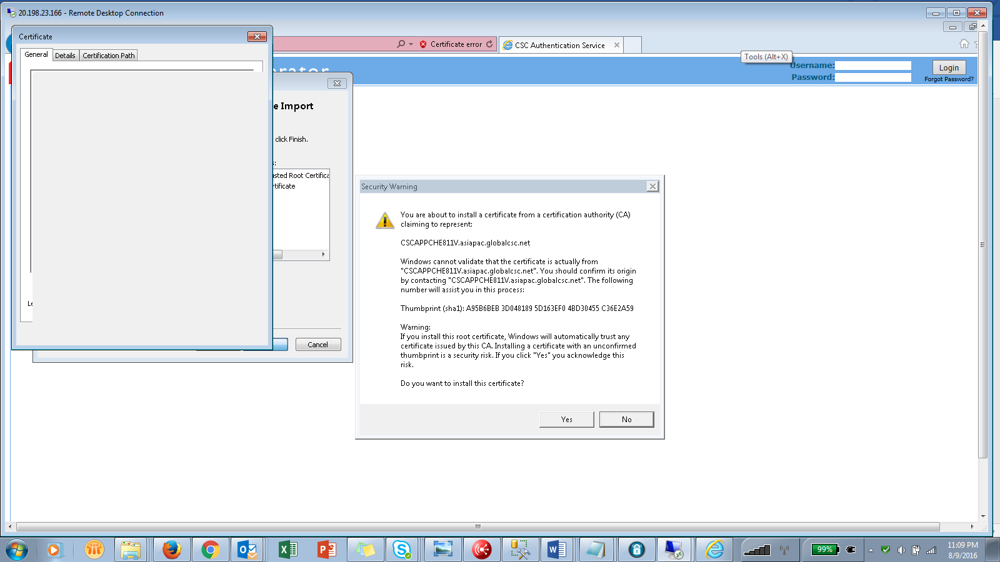 20.198.23.166 - Remote Desktop Connection
Certificate
General
Details
Certification Path
Certificate error
CSC Authentication Service
Tools (Alt+X)
Username:
Password:
Login
Forgot Password?
e Import
click Finish.
s:
usted Root Certifica
rtificate
Le
Cancel
Security Warning
You are about to install a certificate from a certification authority (CA)
claiming to represent:
CSCAPPCHE811V.asiapac.globalcsc.net
Windows cannot validate that the certificate is actually from
"CSCAPPCHE811V.asiapac.globalcsc.net". You should confirm its origin
by contacting "CSCAPPCHE811V.asiapac.globalcsc.net". The following
number will assist you in this process:
Thumbprint (sha1): A95B6BEB 3D048189 5D163EF0 4BD30455 C36E2A59
Warning:
If you install this root certificate, Windows will automatically trust any
certificate issued by this CA. Installing a certificate with an unconfirmed
thumbprint is a security risk. If you click "Yes" you acknowledge this
risk.
Do you want to install this certificate?
Yes
No
99%
11:09 PM
8/9/2016